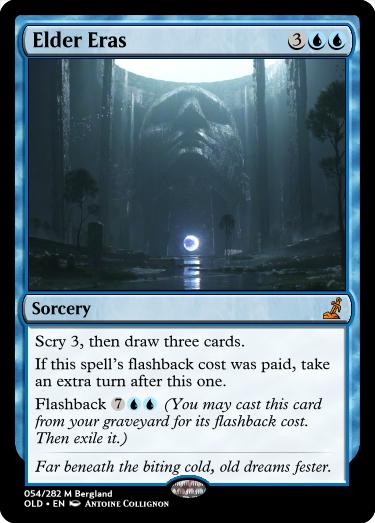 Elder Eras 3
Sorcery
Scry 3, then draw three cards.
If this spell's flashback cost was paid, take
an extra turn after this one.
Flashback 7 (You may cast this card
from your graveyard for its flashback cost.
Then exile it.)
Far beneath the biting cold, old dreams fester.
054/282 M Bergland
OLD • EN Antoine Collignon